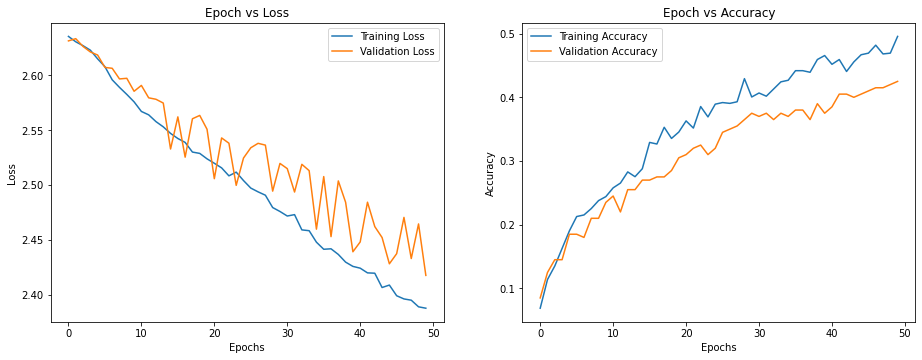 Epoch vs Loss
Training Loss
Validation Loss
2.60
2.55
2.50
2.45
2.40
Loss
0 10 20 30 40 50
Epochs
Epoch vs Accuracy
Training Accuracy
Validation Accuracy
0.5
0.4
0.3
0.2
0.1
Accuracy
0 10 20 30 40 50
Epochs